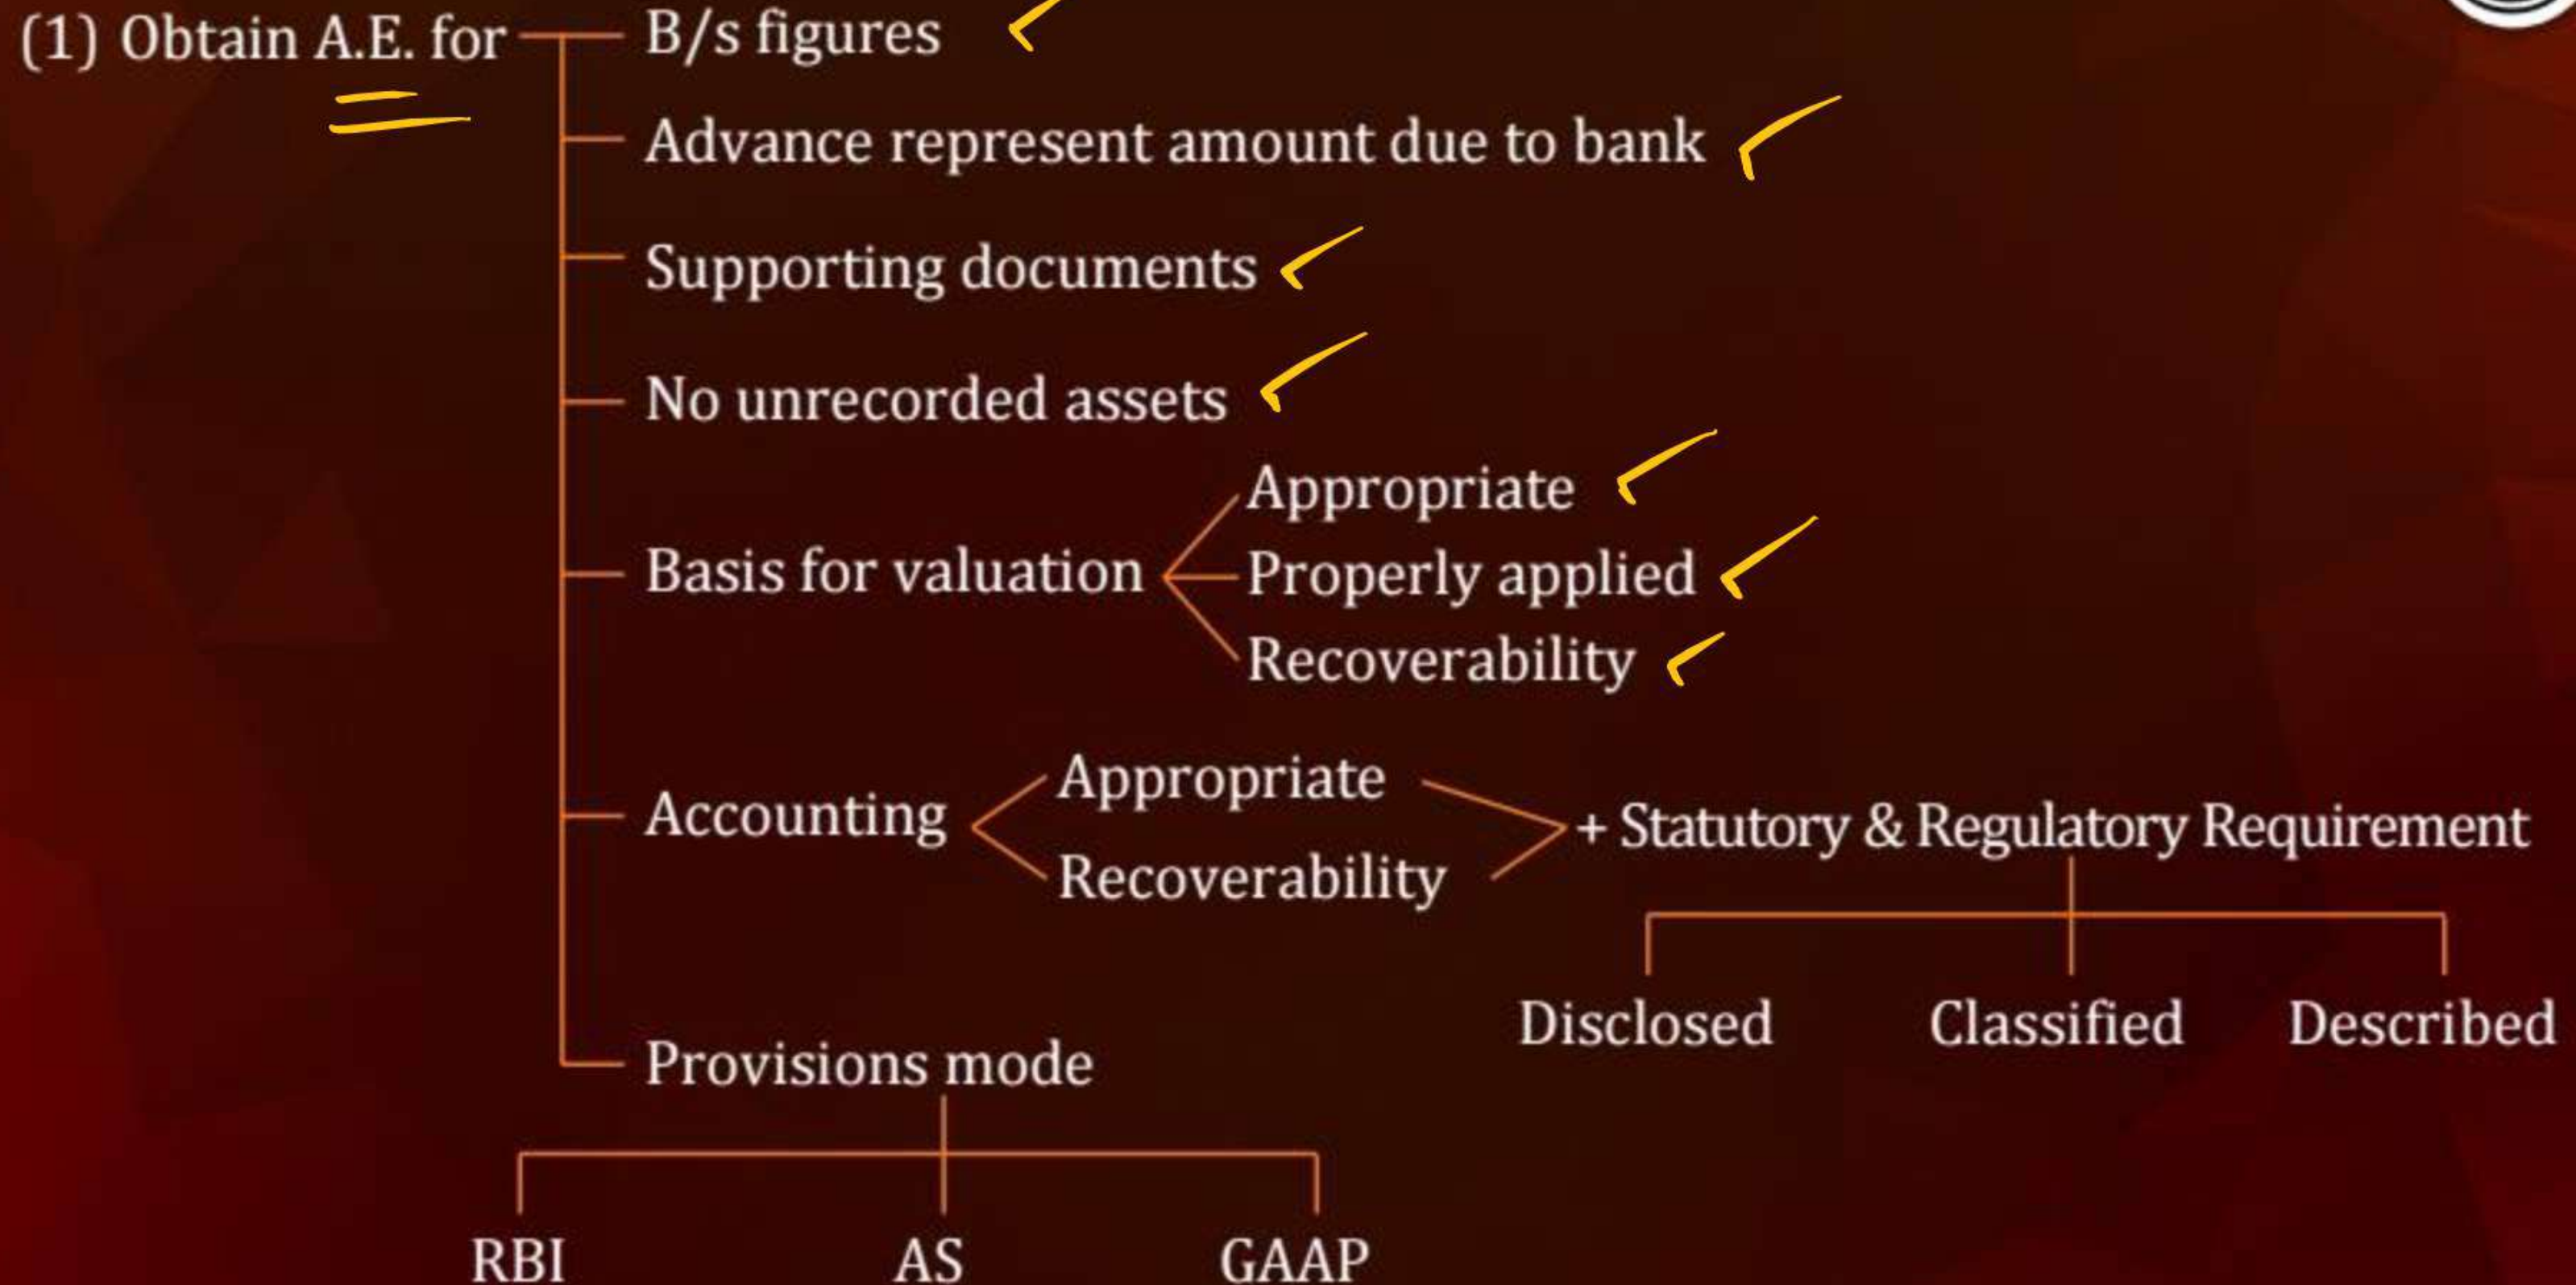 (1) Obtain A.E. for
B/s figures
Advance represent amount due to bank
Supporting documents
No unrecorded assets
Basis for valuation
Appropriate
Properly applied
Recoverability
Accounting
Appropriate
Recoverability
+ Statutory & Regulatory Requirement
Disclosed Classified Described
Provisions mode
RBI AS GAAP